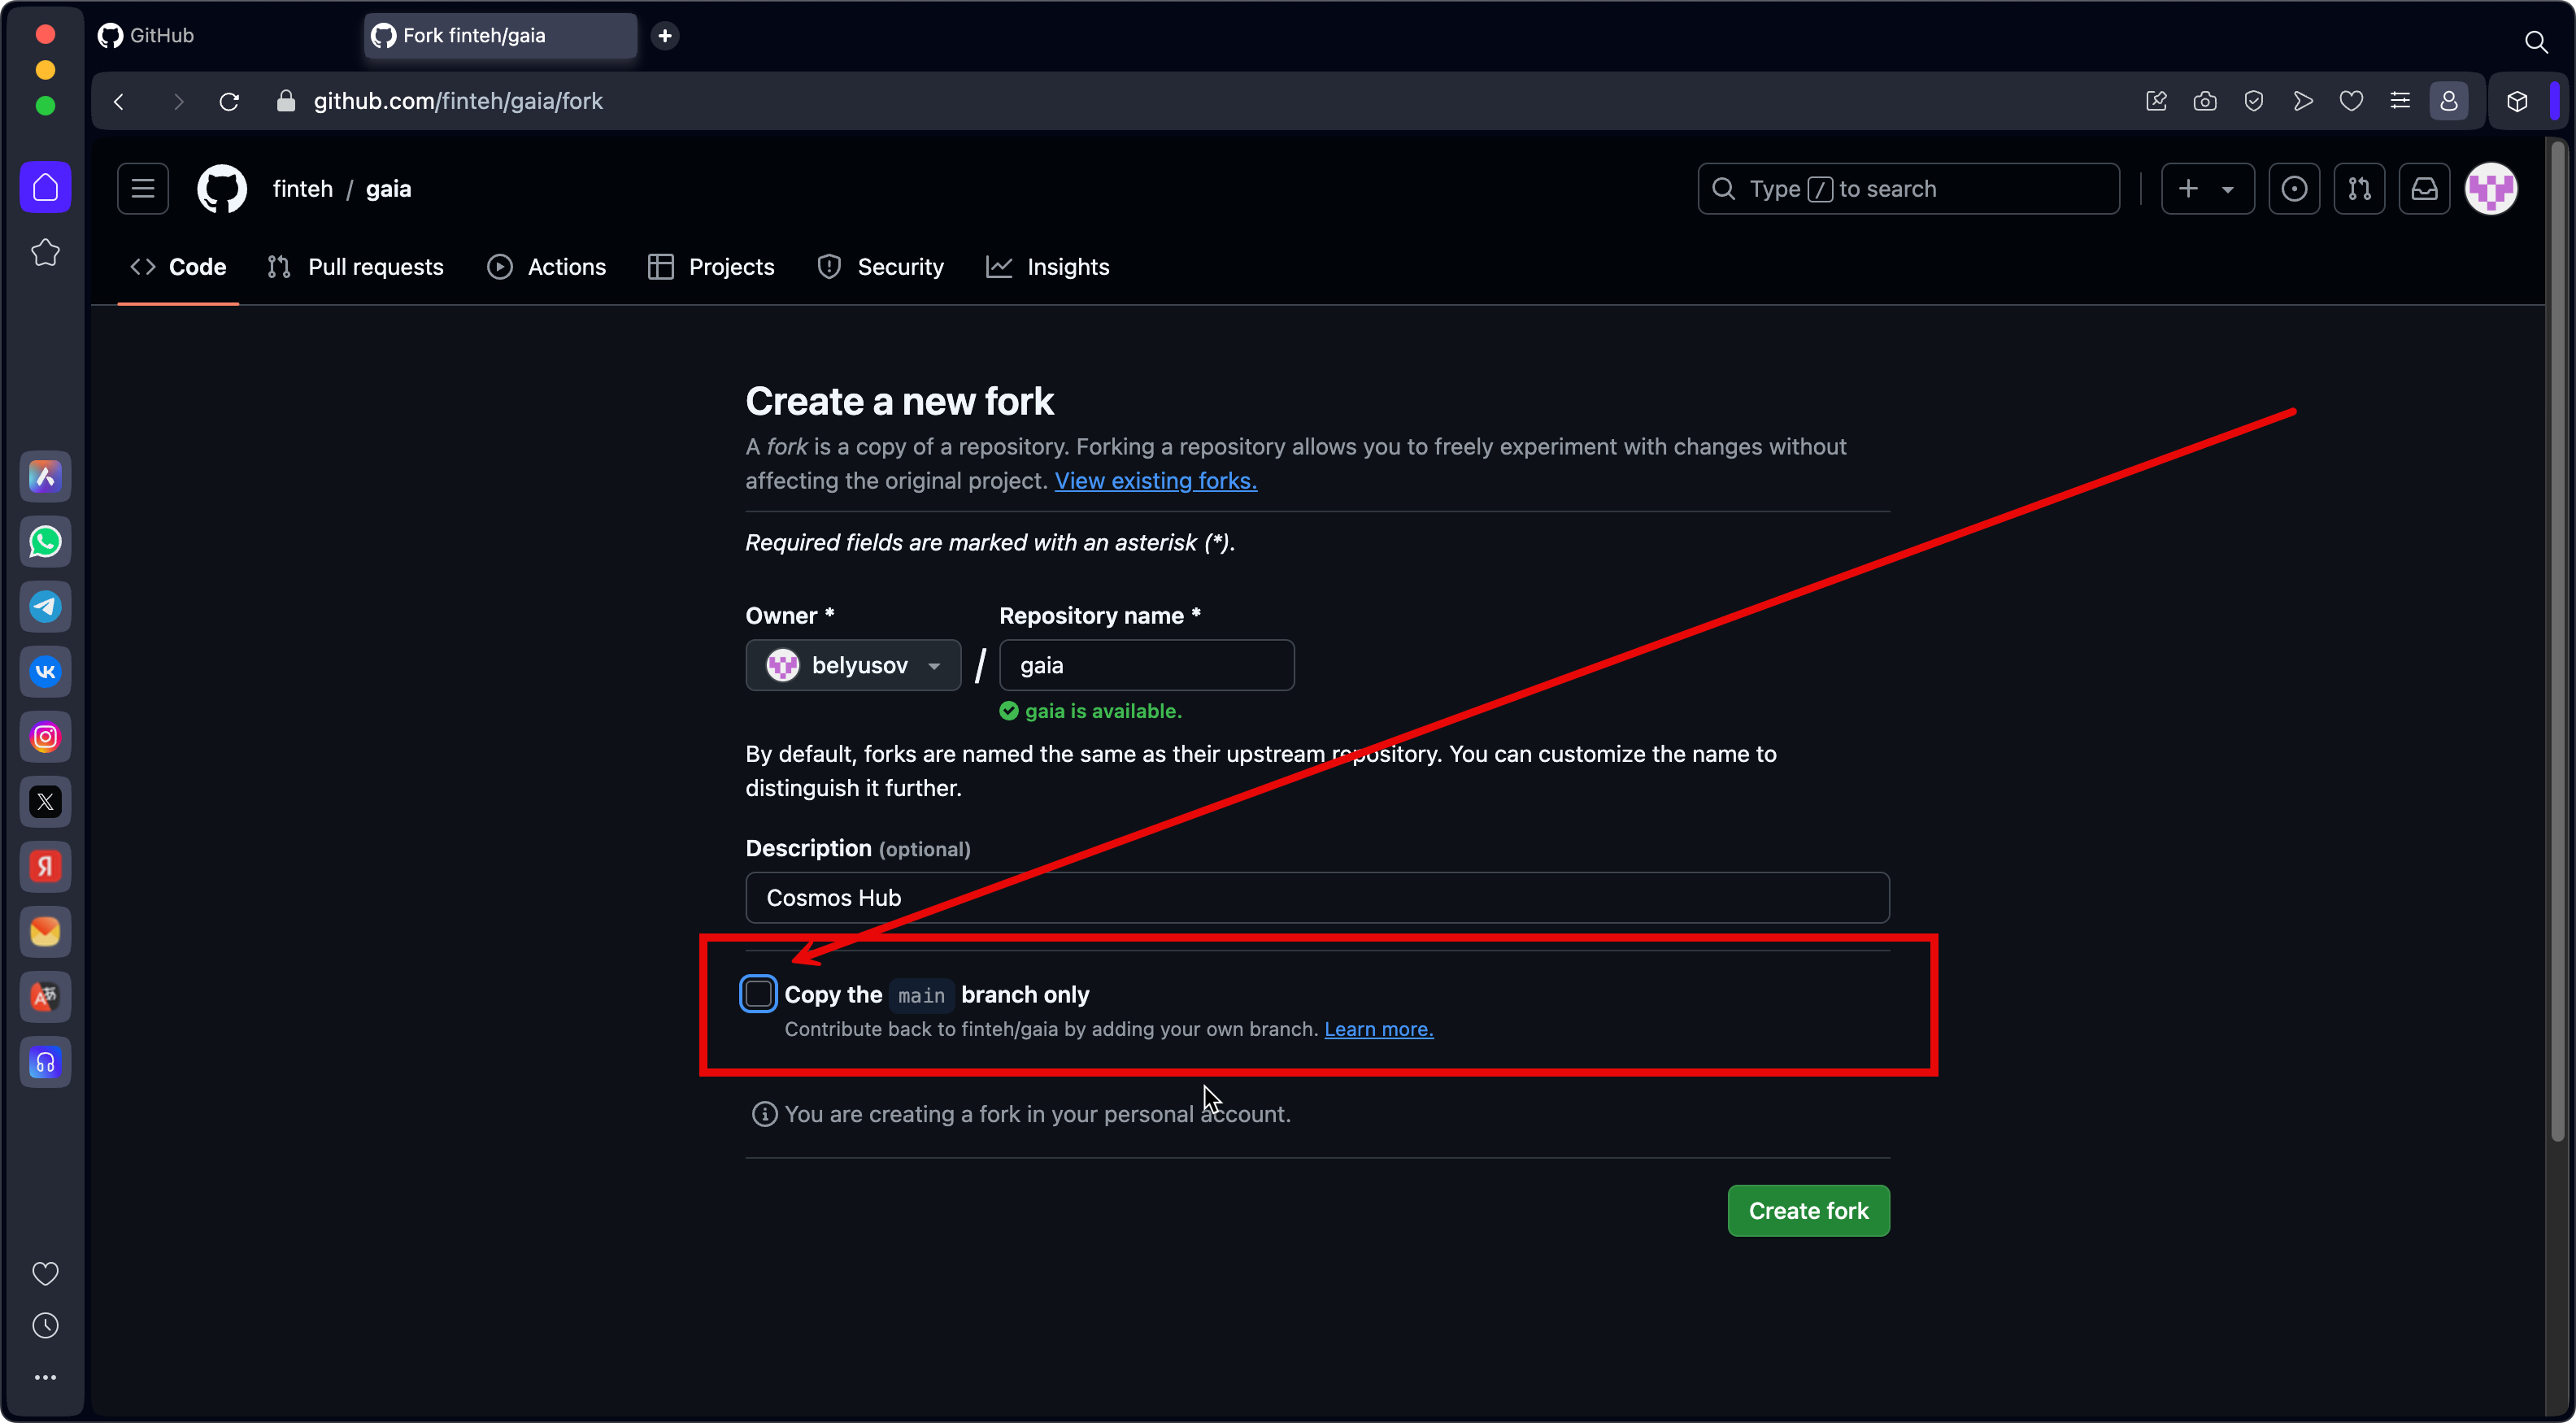 GitHub
Fork finteh/gaia
github.com/finteh/gaia/fork
finteh / gaia
Type / to search
Code
Pull requests
Actions
Projects
Security
Insights
Create a new fork
A fork is a copy of a repository. Forking a repository allows you to freely experiment with changes without
affecting the original project. View existing forks.
Required fields are marked with an asterisk (*).
Owner *
Repository name *
belyusov
/
gaia
gaia is available.
By default, forks are named the same as their upstream repository. You can customize the name to
distinguish it further.
Description (optional)
Cosmos Hub
Copy the main branch only
Contribute back to finteh/gaia by adding your own branch. Learn more.
You are creating a fork in your personal account.
Create fork